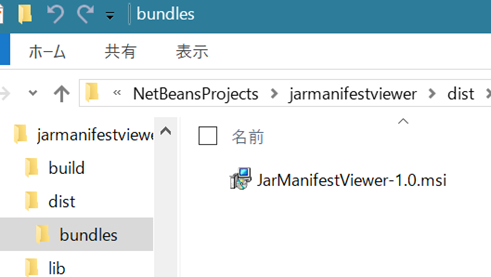 bundles
ホーム 共有 表示
« NetBeansProjects > jarmanifestviewer > dist >
jarmanifestviewe
名前
build
JarManifestViewer-1.0.msi
dist
bundles
lib